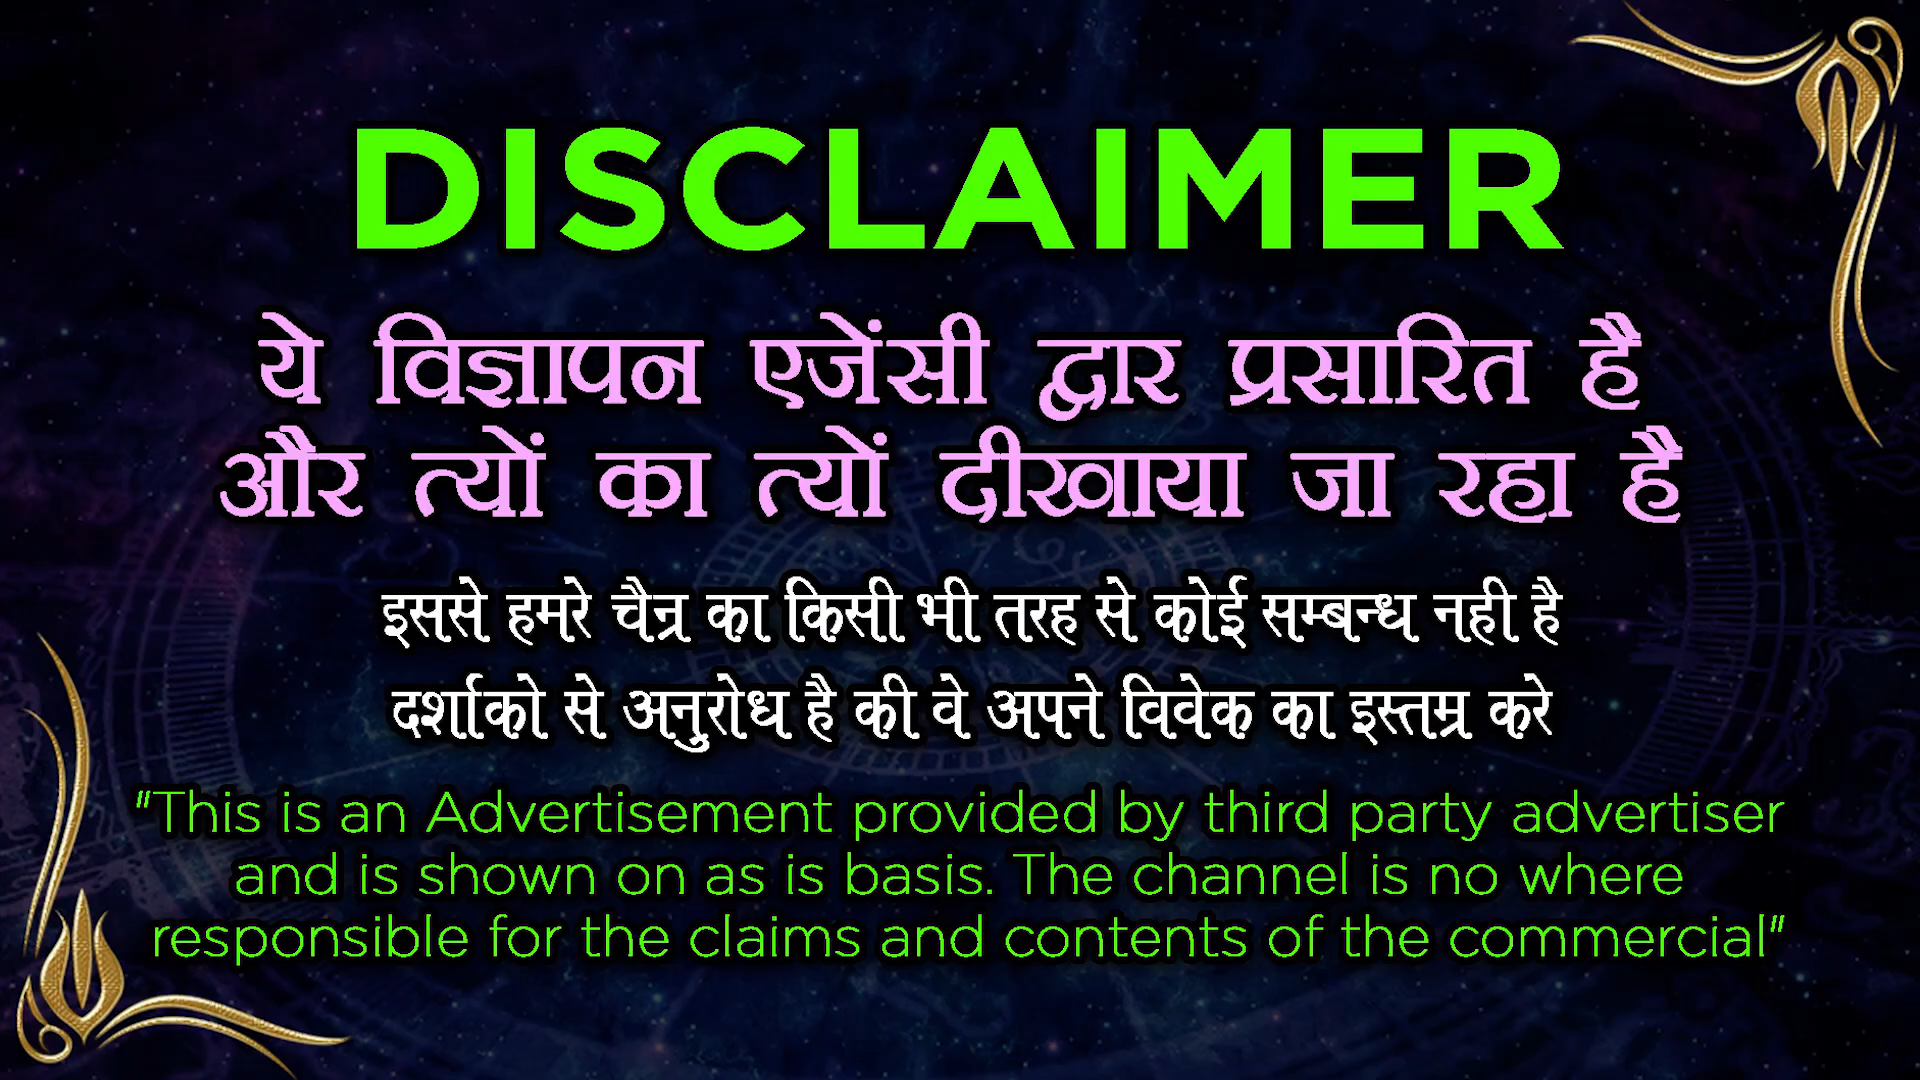 DISCLAIMER
ये विज्ञापन एजेंसी द्वार प्रसारित है
और त्यों का त्यों दीखाया जा रहा है
इससे हमरे चैन्र का किसी भी तरह से कोई सम्बन्ध नही है
दर्शाको से अनुरोध है की वे अपने विवेक का इस्तम्र करे
"This is an Advertisement provided by third party advertiser
and is shown on as is basis. The channel is no where
responsible for the claims and contents of the commercial"